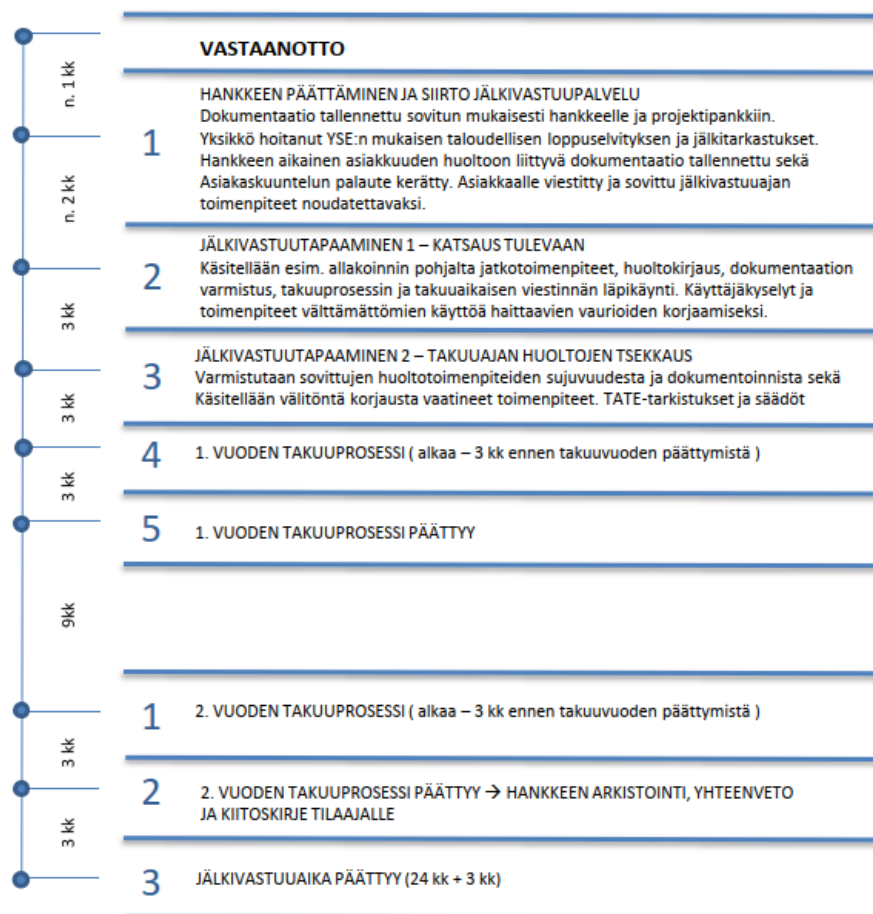 VASTAANOTTO
n. 1 kk
1
HANKKEEN PÄÄTTÄMINEN JA SIIRTO JÄLKIVASTUUPALVELU
Dokumentaatio tallennettu sovitun mukaisesti hankkeelle ja projektipankkiin.
Yksikkö hoitanut YSE:n mukaisen taloudellisen loppuselvityksen ja jälkitarkastukset.
Hankkeen aikainen asiakkuuden huoltoon liittyvä dokumentaatio tallennettu sekä
Asiakaskuuntelun palaute kerätty. Asiakkaalle viestitty ja sovittu jälkivastuuajan
toimenpiteet noudatettavaksi.
n. 2 kk
2
JÄLKIVASTUUTAPAAMINEN 1 – KATSAUS TULEVAAN
Käsitellään esim. allakoinnin pohjalta jatkotoimenpiteet, huoltokirjaus, dokumentaation
varmistus, takuuprosessin ja takuuaikaisen viestinnän läpikäynti. Käyttäjäkyselyt ja
toimenpiteet välttämättömien käyttöä haittaavien vaurioiden korjaamiseksi.
3 kk
3
JÄLKIVASTUUTAPAAMINEN 2 – TAKUUAJAN HUOLTOJEN TSEKKAUS
Varmistutaan sovittujen huoltotoimenpiteiden sujuvuudesta ja dokumentoinnista sekä
Käsitellään välitöntä korjausta vaatineet toimenpiteet. TATE-tarkistukset ja säädöt
3 kk
4
1. VUODEN TAKUUPROSESSI ( alkaa – 3 kk ennen takuuvuoden päättymistä )
3 kk
5
1. VUODEN TAKUUPROSESSI PÄÄTTYY
9kk
1
2. VUODEN TAKUUPROSESSI ( alkaa – 3 kk ennen takuuvuoden päättymistä )
3 kk
2
2. VUODEN TAKUUPROSESSI PÄÄTTYY → HANKKEEN ARKISTOINTI, YHTEENVETO
JA KIITOSKIRJE TILAAJALLE
3 kk
3
JÄLKIVASTUUAIKA PÄÄTTYY (24 kk + 3 kk)